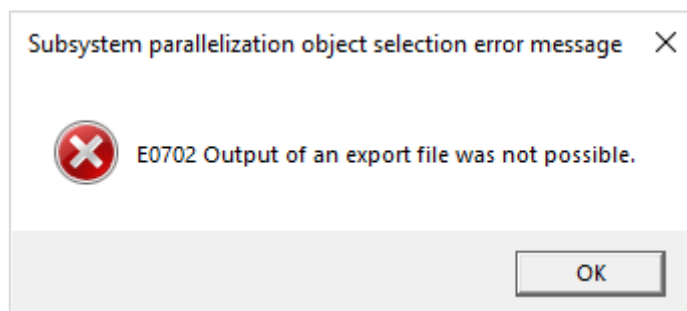 Subsystem parallelization object selection error message
E0702 Output of an export file was not possible.
OK